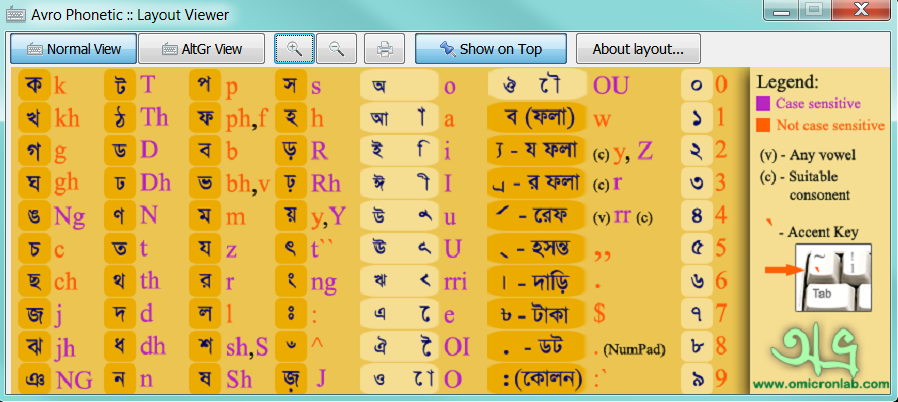 Avro Phonetic :: Layout Viewer
Normal View AltGr View Show on Top About layout...
ক k ট T প p স s অ o ঔ ৌ OU ০ 0
খ kh ঠ Th ফ ph,f হ h আ া a ব (ফলা) w ১ 1
গ g ড D ব b ড় R ই ি i ্য - য ফলা (c) y, Z ২ 2
ঘ gh ঢ Dh ভ bh,v ঢ় Rh ঈ ী I ্র - র ফলা (c) r ৩ 3
ঙ Ng ণ N ম m য় y,Y উ ু u র্ - রেফ (v) rr (c) ৪ 4
চ c ত t য z ৎ t`` ঊ ূ U ্ - হসন্ত ,, ৫ 5
ছ ch থ th র r ং ng ঋ ৃ rri । - দাড়ি . ৬ 6
জ j দ d ল l ঃ : এ ে e ৳ - টাকা $ ৭ 7
ঝ jh ধ dh শ sh,S ঁ ^ ঐ ৈ OI . - ডট . (NumPad) ৮ 8
ঞ NG ন n ষ Sh জ় J ও ো O : (কোলন) :` ৯ 9
Legend:
Case sensitive
Not case sensitive
(v) - Any vowel
(c) - Suitable
consonent
` - Accent Key
~ !
` 1
Tab
অভ্র
www.omicronlab.com